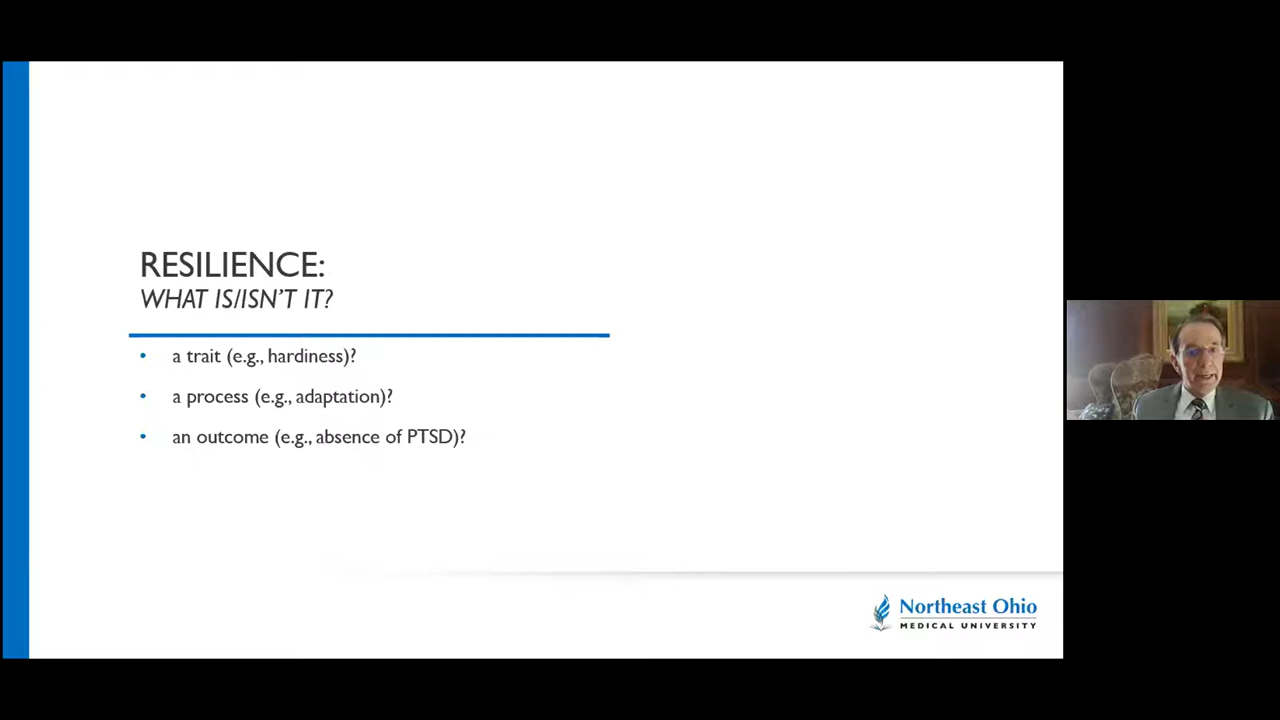 RESILIENCE:
WHAT IS/ISN'T IT?
• a trait (e.g., hardiness)?
• a process (e.g., adaptation)?
• an outcome (e.g., absence of PTSD)?
Northeast Ohio
MEDICAL UNIVERSITY